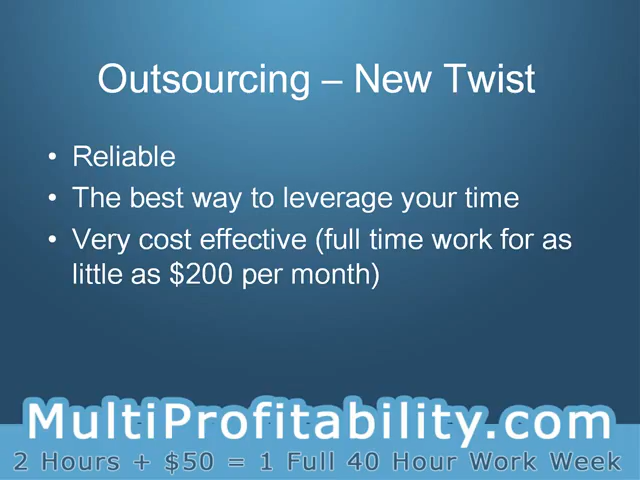 Outsourcing – New Twist
• Reliable
• The best way to leverage your time
• Very cost effective (full time work for as
little as $200 per month)
MultiProfitability.com
2 Hours + $50 = 1 Full 40 Hour Work Week